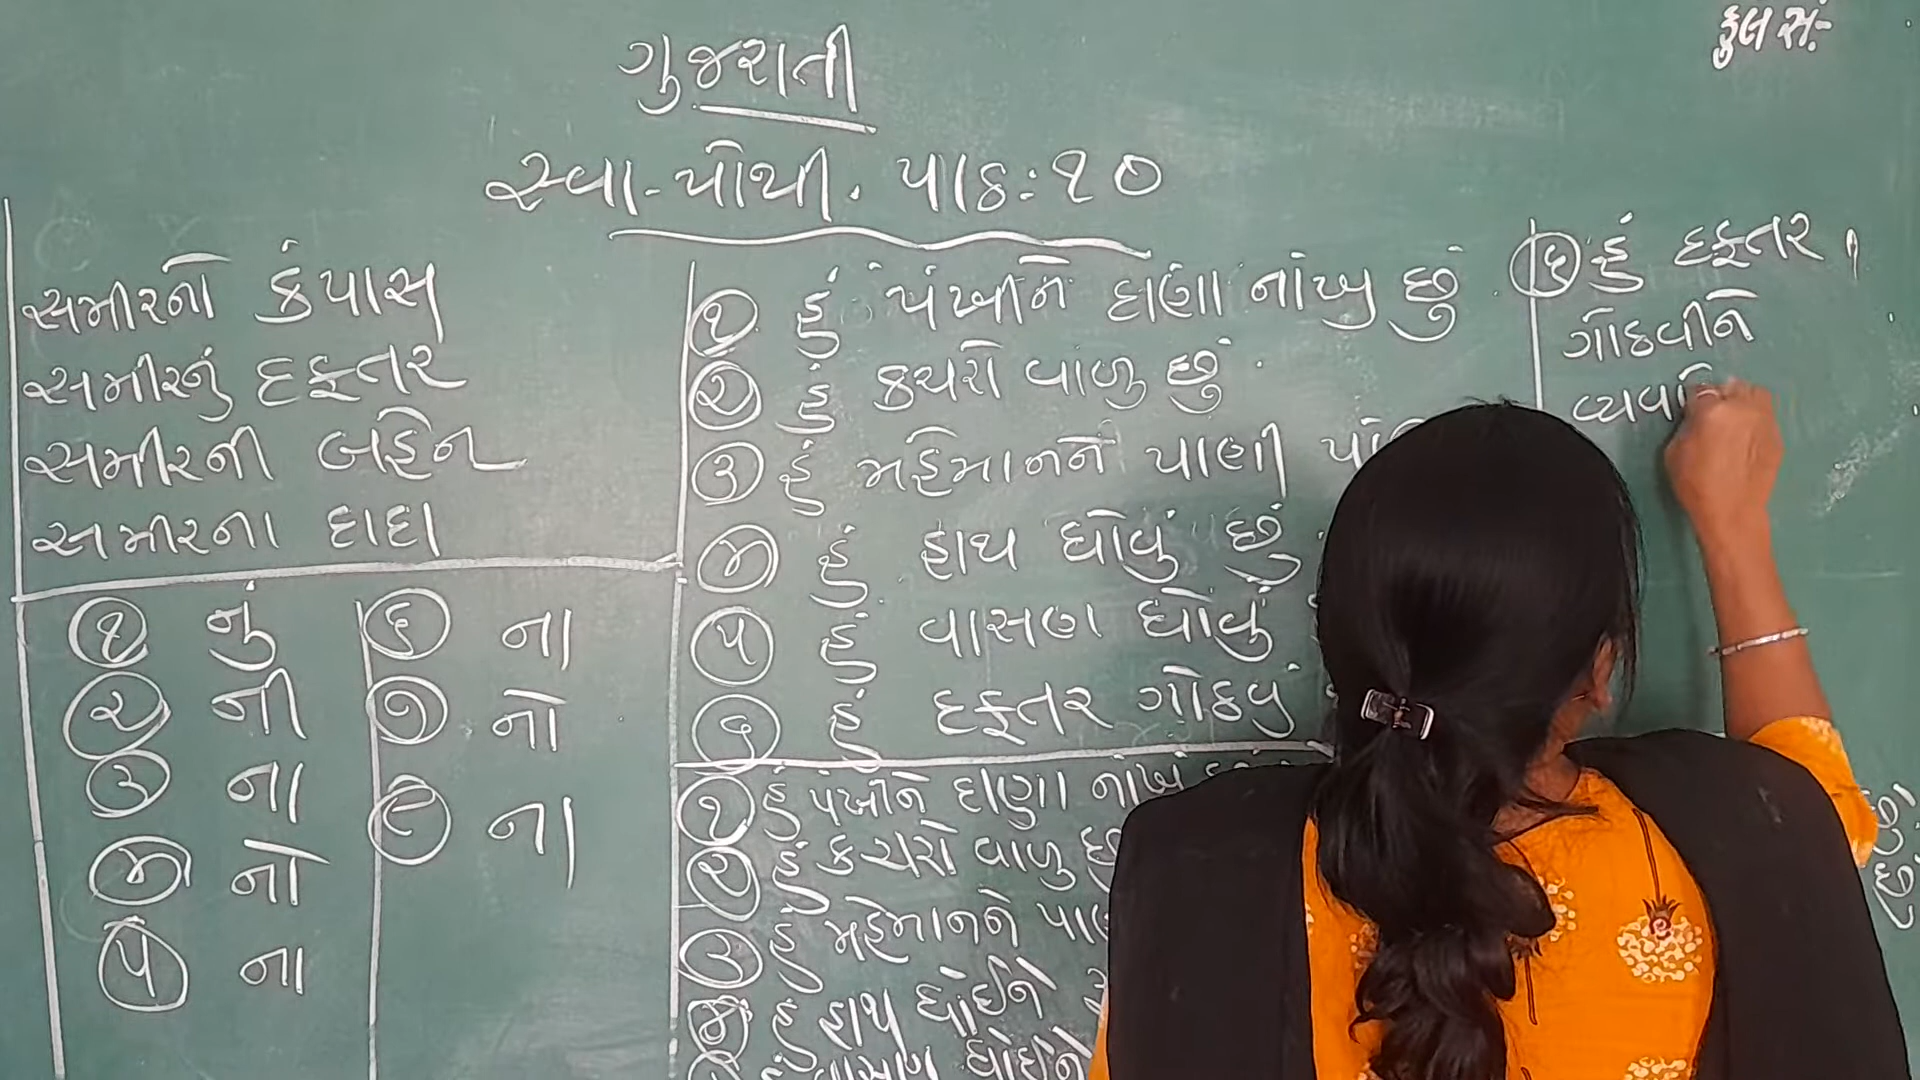 કુલ સં:-
ગુજરાતી
સ્વા-પોથી. પાઠ:૧૦
સમીરનો કંપાસ
સમીરનું દફતર
સમીરની બહેન
સમીરના દાદા
૧ નું
૨ ની
૩ ના
૪ નો
૫ ના
૬ ના
૭ નો
૮ ના
૧ હું પંખીને દાણા નાંખુ છું
૨ હું કચરો વાળુ છું.
૩ હું મહેમાનને પાણી
૪ હું હાથ ધોવું છું.
૫ હું વાસણ ધોવું
૬ હું દફતર ગોઠવું
૧ હું પંખીને દાણા નાંખું
૨ હું કચરો વાળુ છું
૩ હું મહેમાનને
૪ હું હાથ ધોઈને
હું વાસણ ધોઈને
૬ હું દફતર
ગોઠવીને